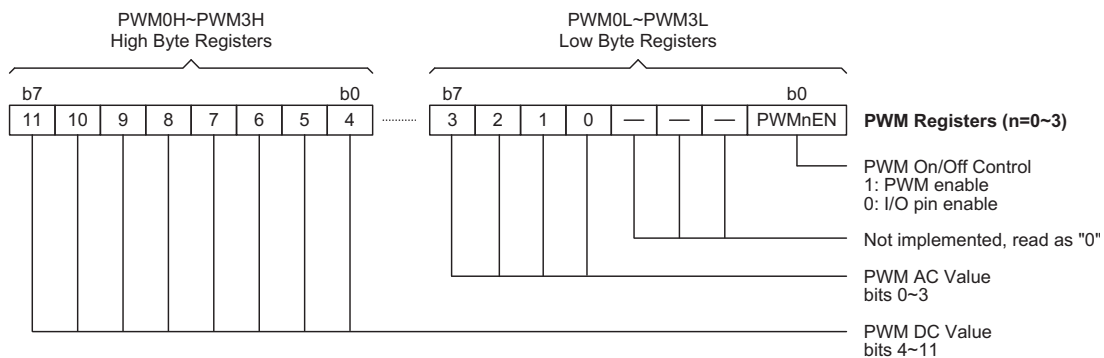 PWM0H~PWM3H
High Byte Registers
PWM0L~PWM3L
Low Byte Registers
b7 b0 b7 b0
11 10 9 8 7 6 5 4 3 2 1 0 — — — PWMnEN PWM Registers (n=0~3)
PWM On/Off Control
1: PWM enable
0: I/O pin enable
Not implemented, read as "0"
PWM AC Value
bits 0~3
PWM DC Value
bits 4~11